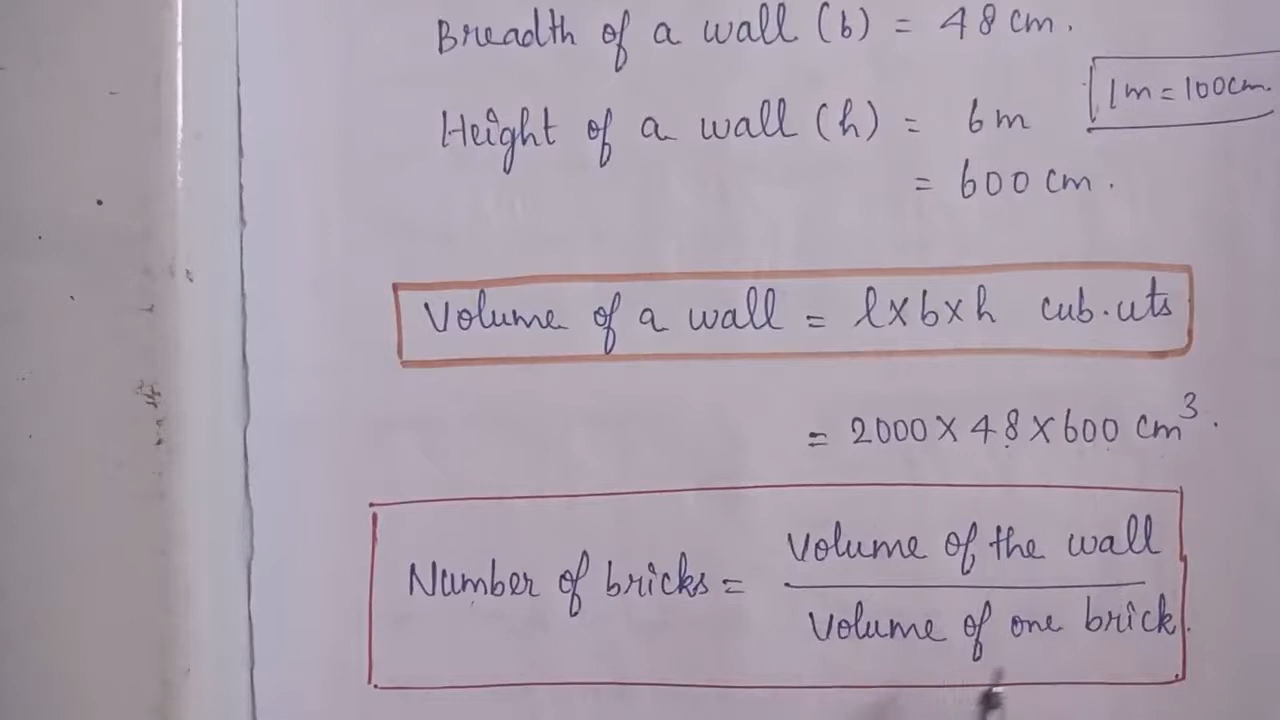 Breadth of a wall (b) = 48 cm.
Height of a wall (h) = 6m
1m = 100cm.
= 600 cm.
Volume of a wall = l×b×h cub.uts
= 2000 × 48 × 600 cm³.
Number of bricks = Volume of the wall
Volume of one brick.